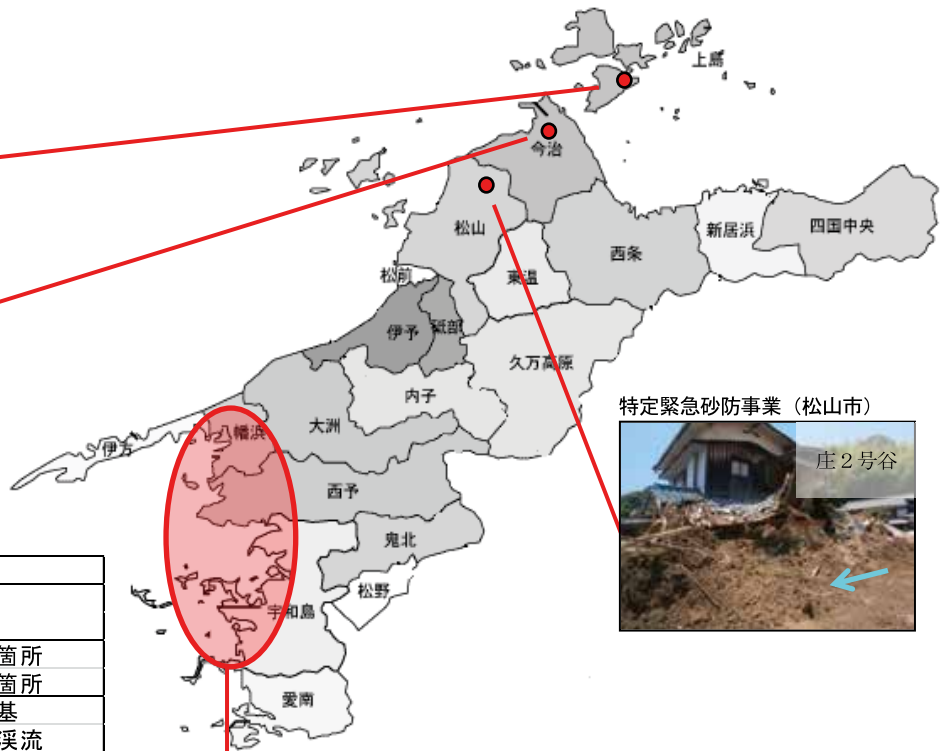 上島
今治
松山
新居浜
四国中央
西条
松前
東温
伊予
砥部
久万高原
内子
大洲
八幡浜
伊方
西予
鬼北
松野
宇和島
愛南
特定緊急砂防事業（松山市）
庄２号谷
箇所
箇所
基
渓流